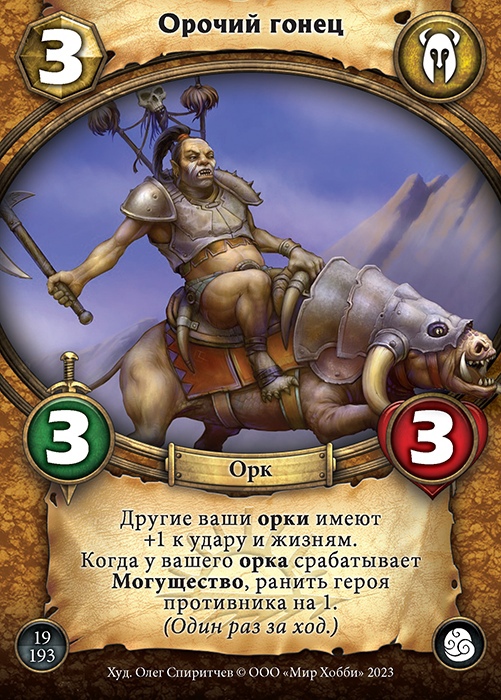 Орочий гонец
3
3
3
Орк
Другие ваши орки имеют
+1 к удару и жизням.
Когда у вашего орка срабатывает
Могущество, ранить героя
противника на 1.
(Один раз за ход.)
19
193
Худ. Олег Спиритчев © ООО «Мир Хобби» 2023